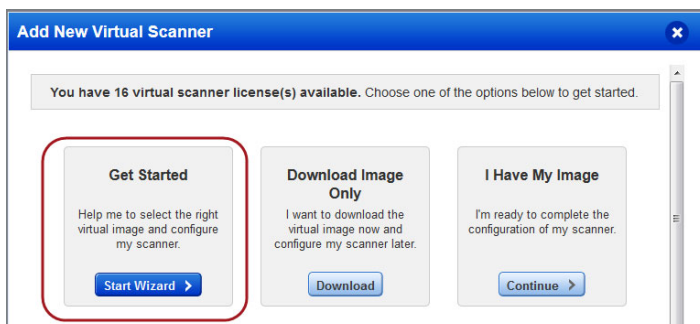 Add New Virtual Scanner
You have 16 virtual scanner license(s) available. Choose one of the options below to get started.
Get Started
Help me to select the right
virtual image and configure
my scanner.
Start Wizard
Download Image
Only
I want to download the
virtual image now and
configure my scanner later.
Download
I Have My Image
I'm ready to complete the
configuration of my scanner.
Continue